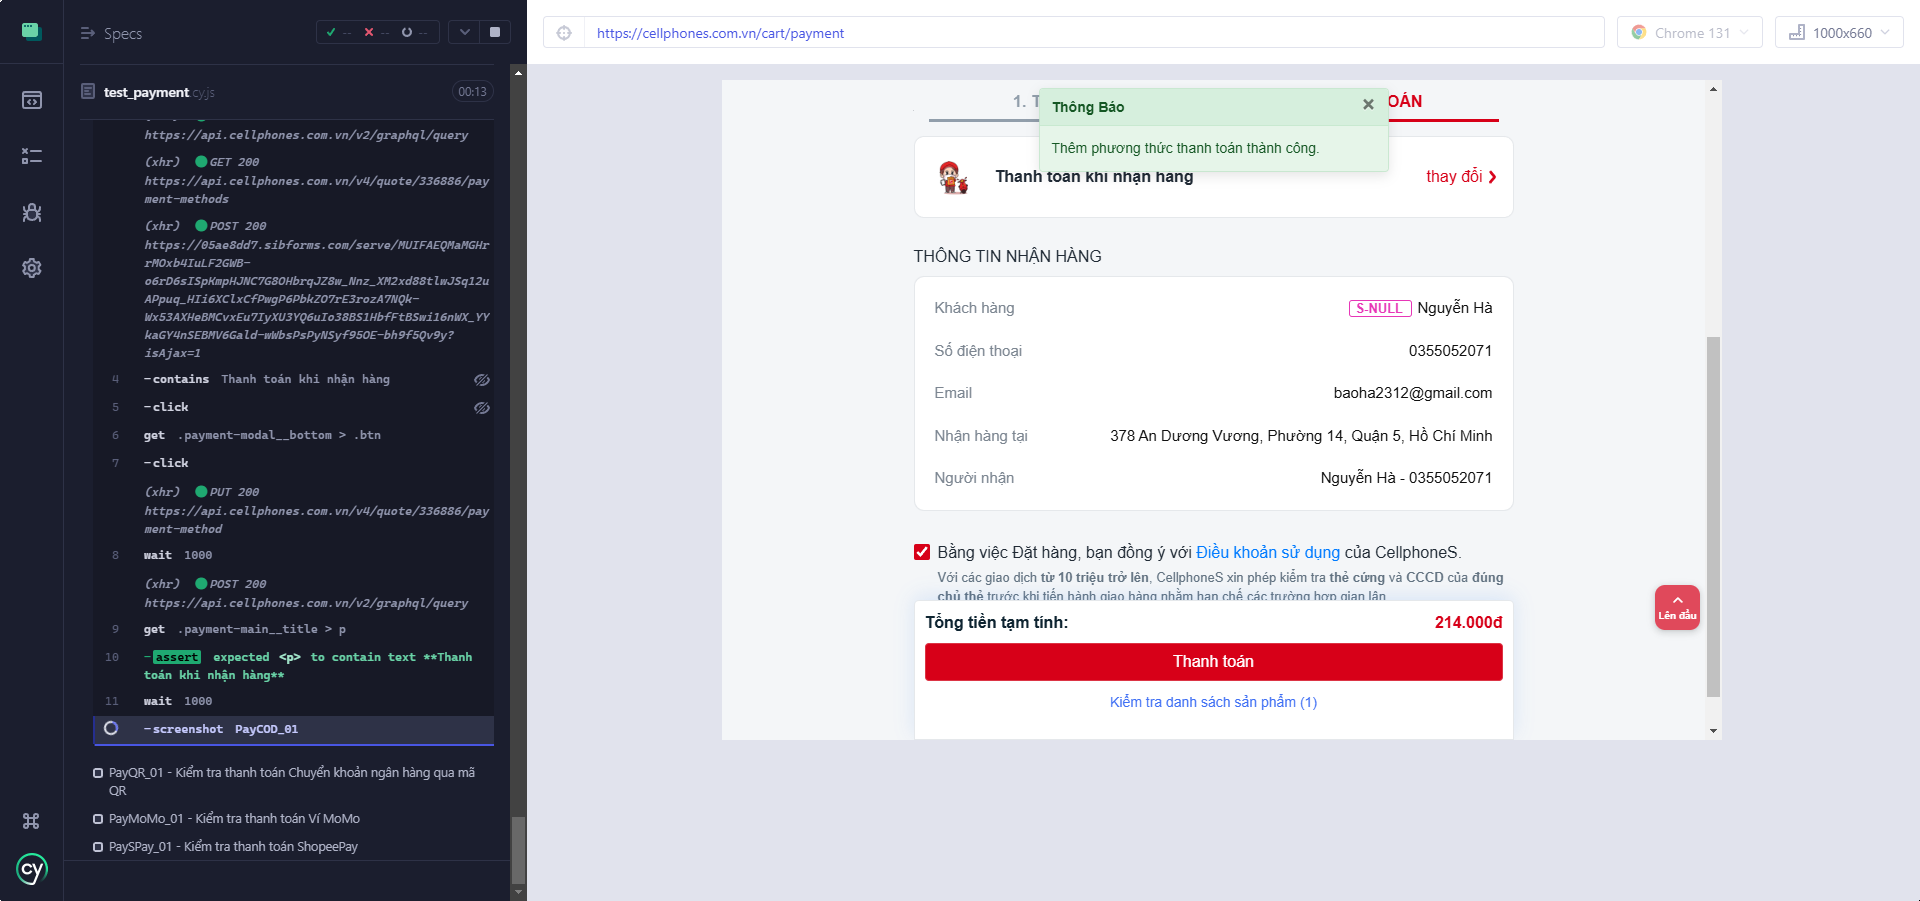 Specs
-- -- --
https://cellphones.com.vn/cart/payment
Chrome 131
1000x660
test_payment.cy.js
00:13
https://api.cellphones.com.vn/v2/graphql/query
(xhr) GET 200
https://api.cellphones.com.vn/v4/quote/336886/pay
ment-methods
(xhr) POST 200
https://05ae8dd7.sibforms.com/serve/MUIFAEQMaMGHr
rMOxb4IuLF2GWB-
o6rD6sISpKmpHJNC7G8OHbrqJZ8w_Nnz_XM2xd88tlwJSq12u
APpuq_HIi6XClxCfPwgP6PbkZO7rE3rozA7NQk-
Wx53AXHeBMCvxEu7IyXU3YQ6uIo38BS1HbfFtBSwi16nWX_YY
kaGY4nSEBMV6Gald-wWbsPsPyNSyf95OE-bh9f5Qv9y?
isAjax=1
4 -contains Thanh toán khi nhận hàng
5 -click
6 get .payment-modal__bottom > .btn
7 -click
(xhr) PUT 200
https://api.cellphones.com.vn/v4/quote/336886/pay
ment-method
8 wait 1000
(xhr) POST 200
https://api.cellphones.com.vn/v2/graphql/query
9 get .payment-main__title > p
10 -assert expected <p> to contain text **Thanh
toán khi nhận hàng**
11 wait 1000
-screenshot PayCOD_01
PayQR_01 - Kiểm tra thanh toán Chuyển khoản ngân hàng qua mã
QR
PayMoMo_01 - Kiểm tra thanh toán Ví MoMo
PaySPay_01 - Kiểm tra thanh toán ShopeePay
cy
1. T
OÁN
Thông Báo
Thêm phương thức thanh toán thành công.
Thanh toán khi nhận hàng
thay đổi
THÔNG TIN NHẬN HÀNG
Khách hàng S-NULL Nguyễn Hà
Số điện thoại 0355052071
Email baoha2312@gmail.com
Nhận hàng tại 378 An Dương Vương, Phường 14, Quận 5, Hồ Chí Minh
Người nhận Nguyễn Hà - 0355052071
Bằng việc Đặt hàng, bạn đồng ý với Điều khoản sử dụng của CellphoneS.
Với các giao dịch từ 10 triệu trở lên, CellphoneS xin phép kiểm tra thẻ cứng và CCCD của đúng
chủ thẻ trước khi tiến hành giao hàng nhằm hạn chế các trường hợp gian lận
Tổng tiền tạm tính: 214.000đ
Thanh toán
Kiểm tra danh sách sản phẩm (1)
Lên đầu